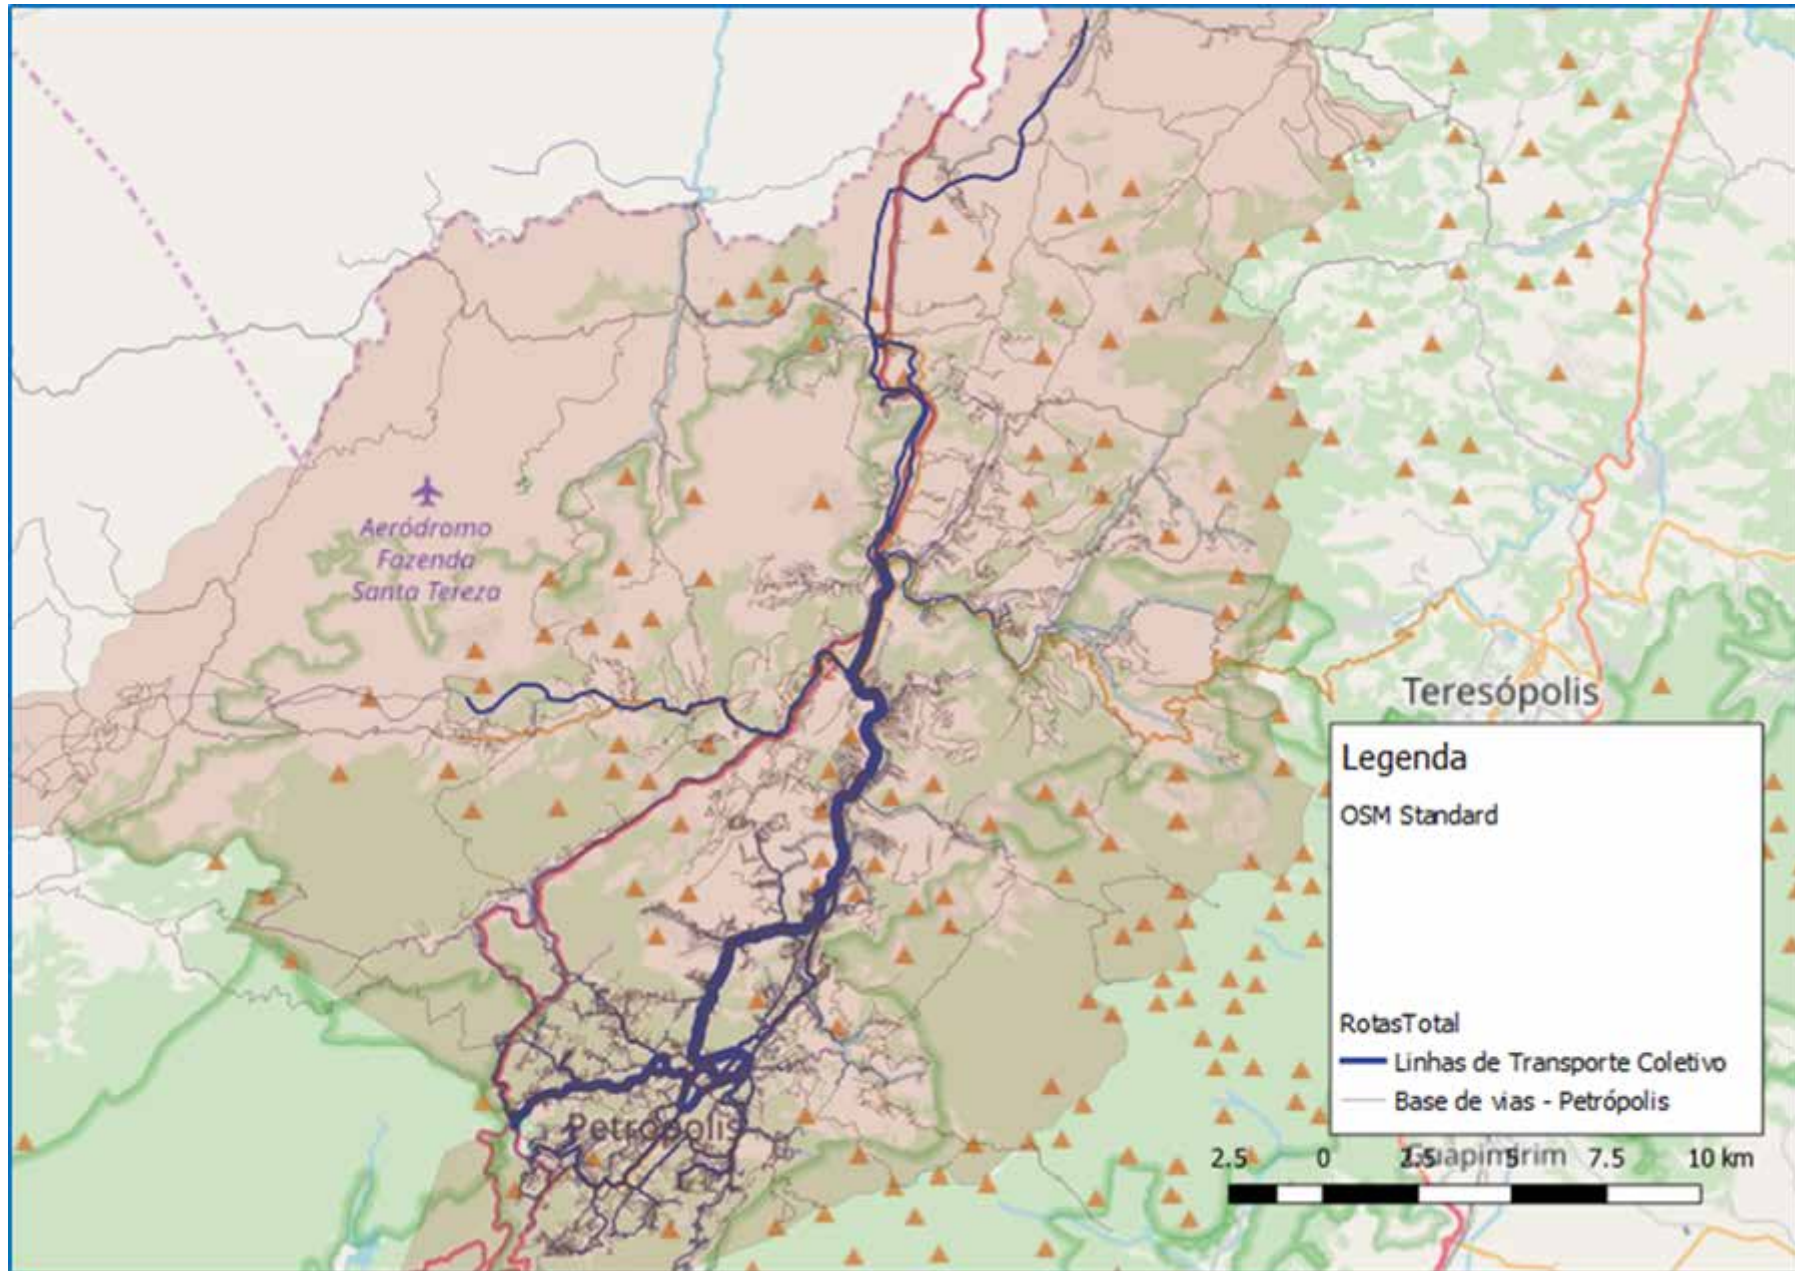 Aeródromo
Fazenda
Santa Tereza
Teresópolis
Legenda
OSM Standard
RotasTotal
Linhas de Transporte Coletivo
Base de vias - Petrópolis
Petrópolis
Guapimirim
2.5 0 2.5 5 7.5 10 km